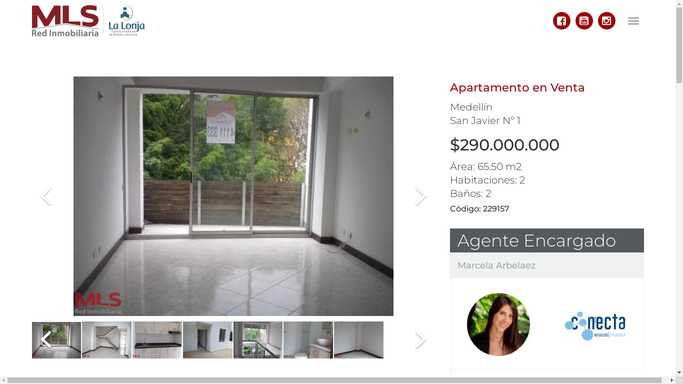 MLS
Red Inmobiliaria
La Lonja
Apartamento en Venta
Medellín
San Javier Nº 1
$290.000.000
Área: 65.50 m2
Habitaciones: 2
Baños: 2
Código: 229157
MLS
Red Inmobiliaria
Agente Encargado
Marcela Arbelaez
conecta